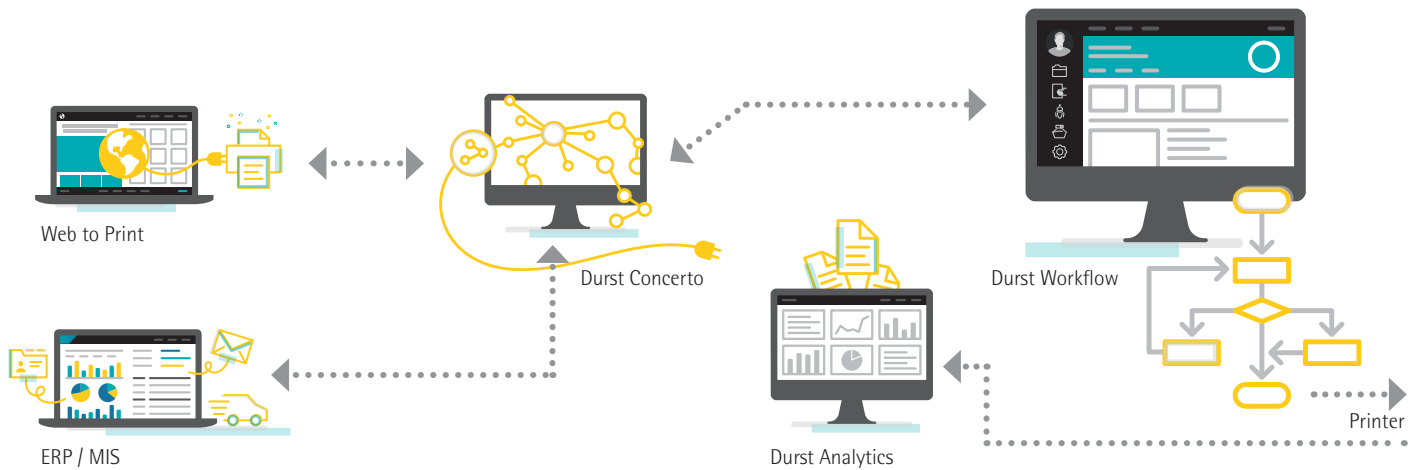 Web to Print
Durst Concerto
Durst Workflow
ERP / MIS
Durst Analytics
Printer